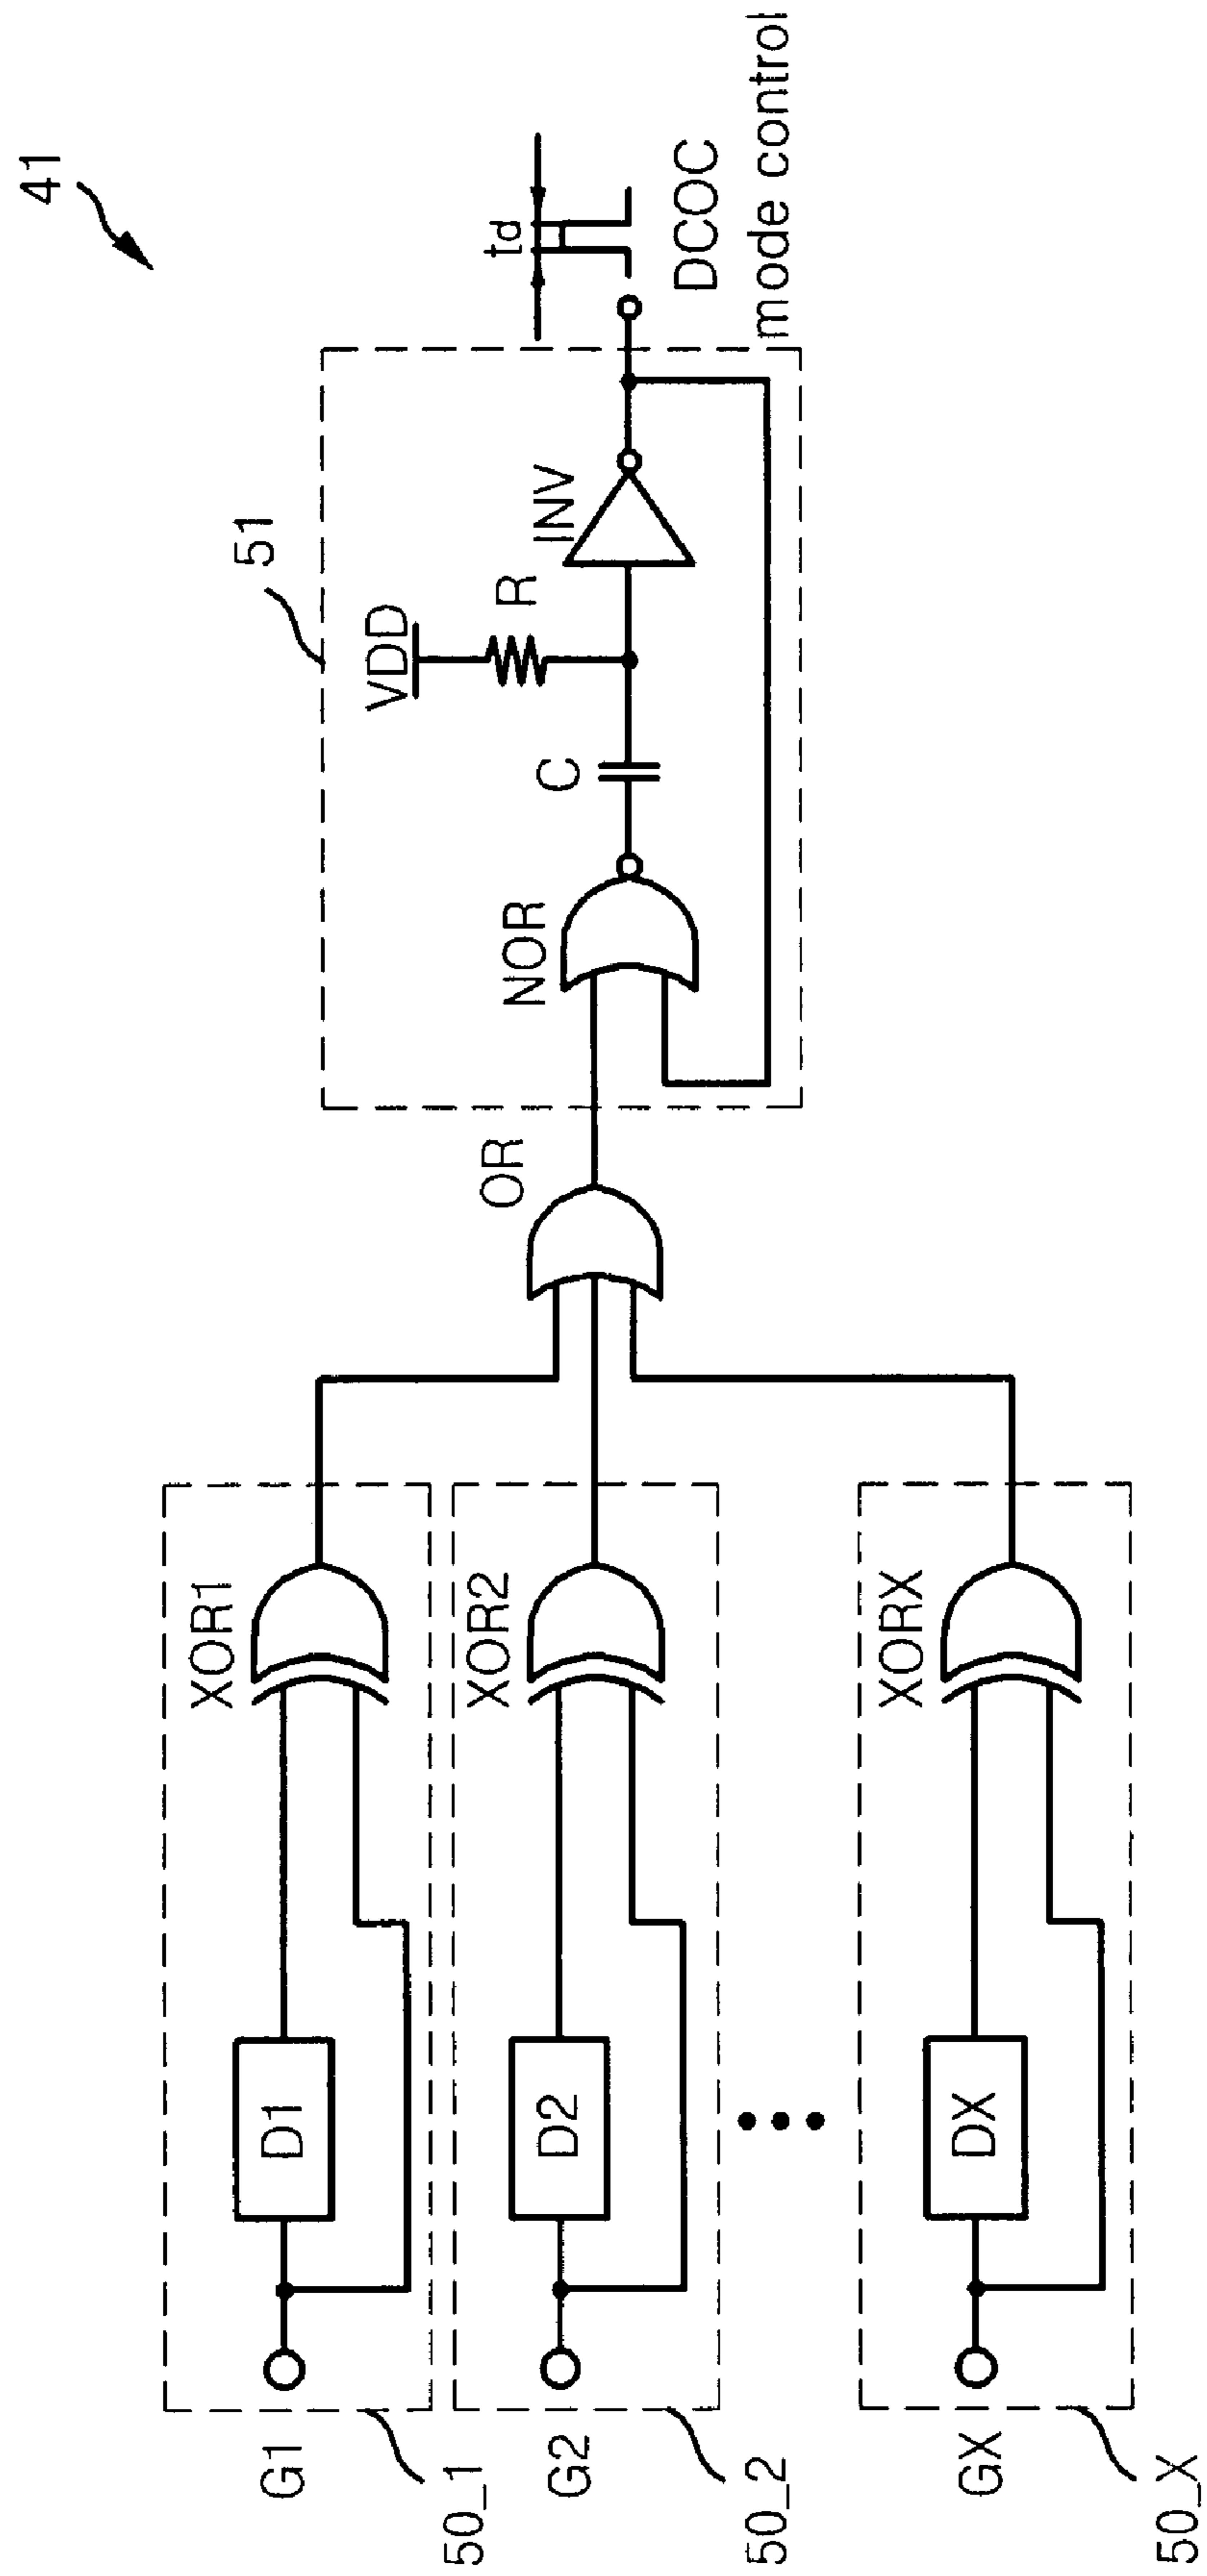 41
51
VDD
R
C
INV
NOR
td
DCOC
mode control
OR
XOR1
D1
G1
50_1
XOR2
D2
G2
50_2
XORX
DX
GX
50_X